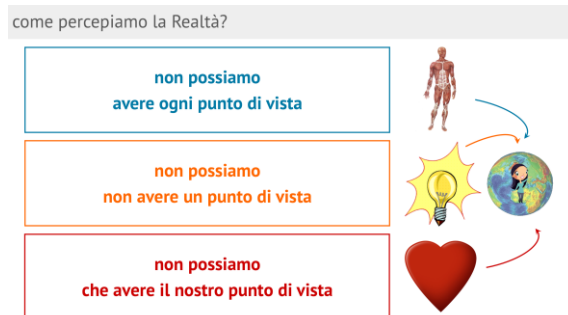 come percepiamo la Realtà?
non possiamo
avere ogni punto di vista
non possiamo
non avere un punto di vista
non possiamo
che avere il nostro punto di vista